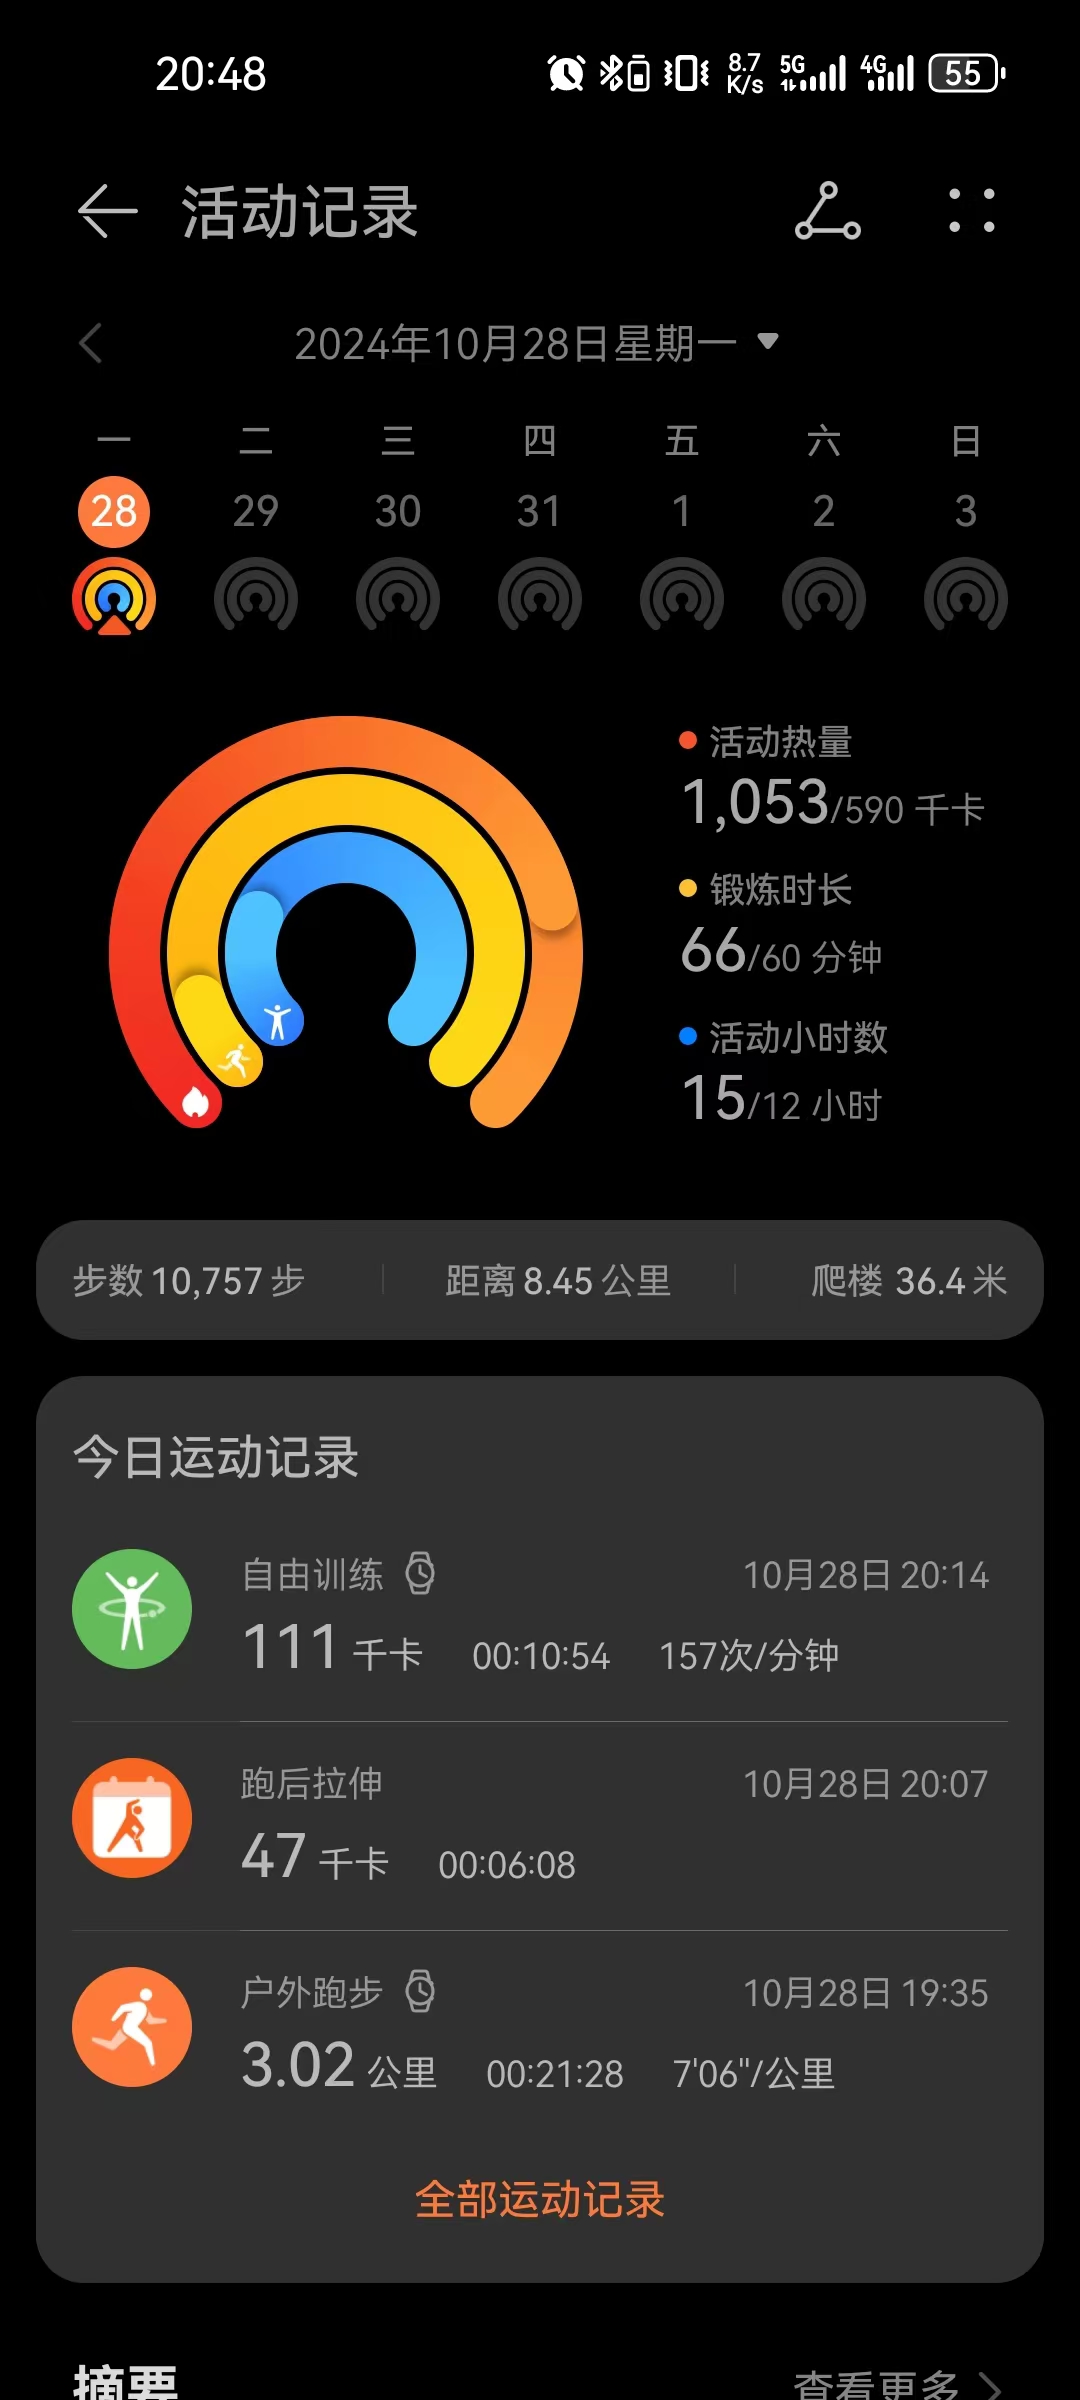 20:48 8.7 K/s 5G 4G 55
活动记录
2024年10月28日星期一
一 二 三 四 五 六 日
28 29 30 31 1 2 3
活动热量
1,053/590 千卡
锻炼时长
66/60 分钟
活动小时数
15/12 小时
步数 10,757 步 距离 8.45 公里 爬楼 36.4 米
今日运动记录
自由训练 10月28日 20:14
111 千卡 00:10:54 157次/分钟
跑后拉伸 10月28日 20:07
47 千卡 00:06:08
户外跑步 10月28日 19:35
3.02 公里 00:21:28 7'06"/公里
全部运动记录
摘要 查看更多